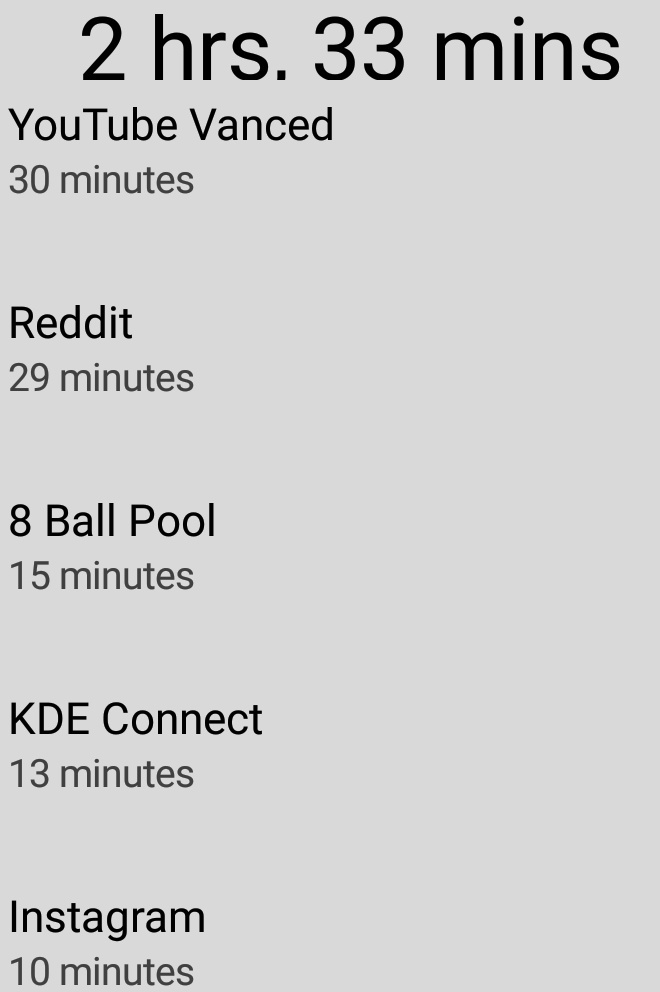 2 hrs. 33 mins
YouTube Vanced
30 minutes
Reddit
29 minutes
8 Ball Pool
15 minutes
KDE Connect
13 minutes
Instagram
10 minutes